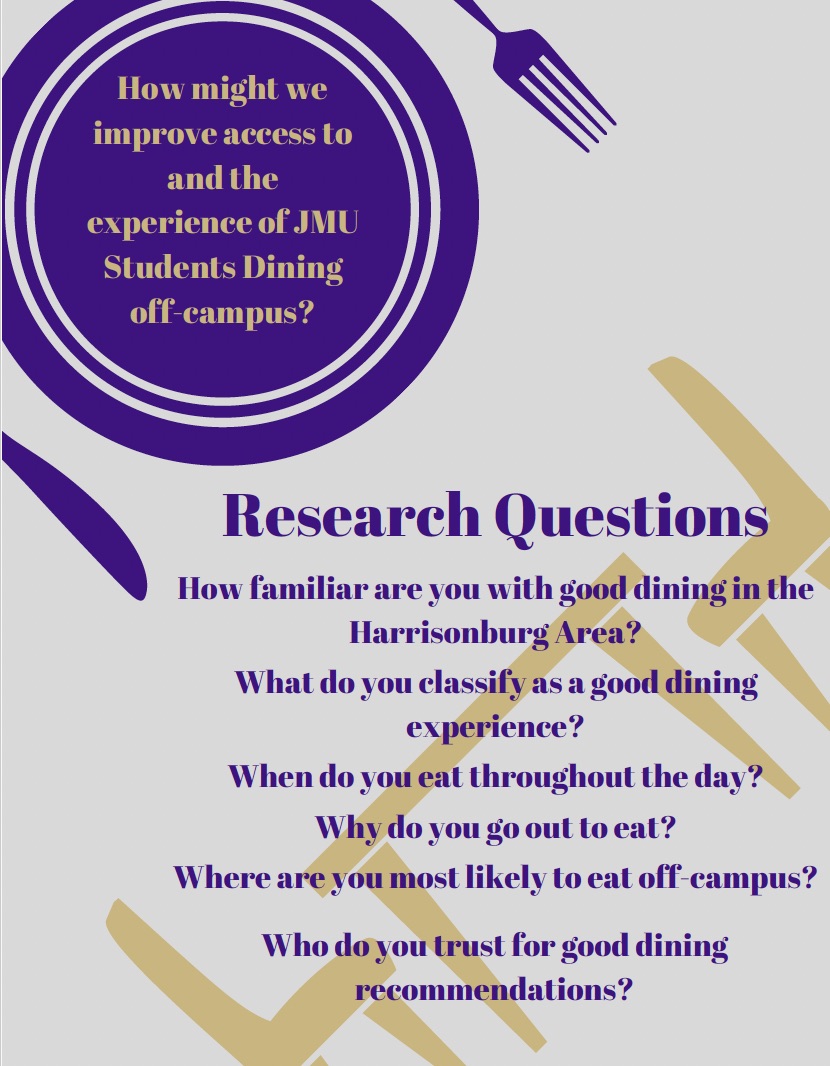 How might we
improve access to
and the
experience of JMU
Students Dining
off-campus?
Research Questions
How familiar are you with good dining in the
Harrisonburg Area?
What do you classify as a good dining
experience?
When do you eat throughout the day?
Why do you go out to eat?
Where are you most likely to eat off-campus?
Who do you trust for good dining
recommendations?